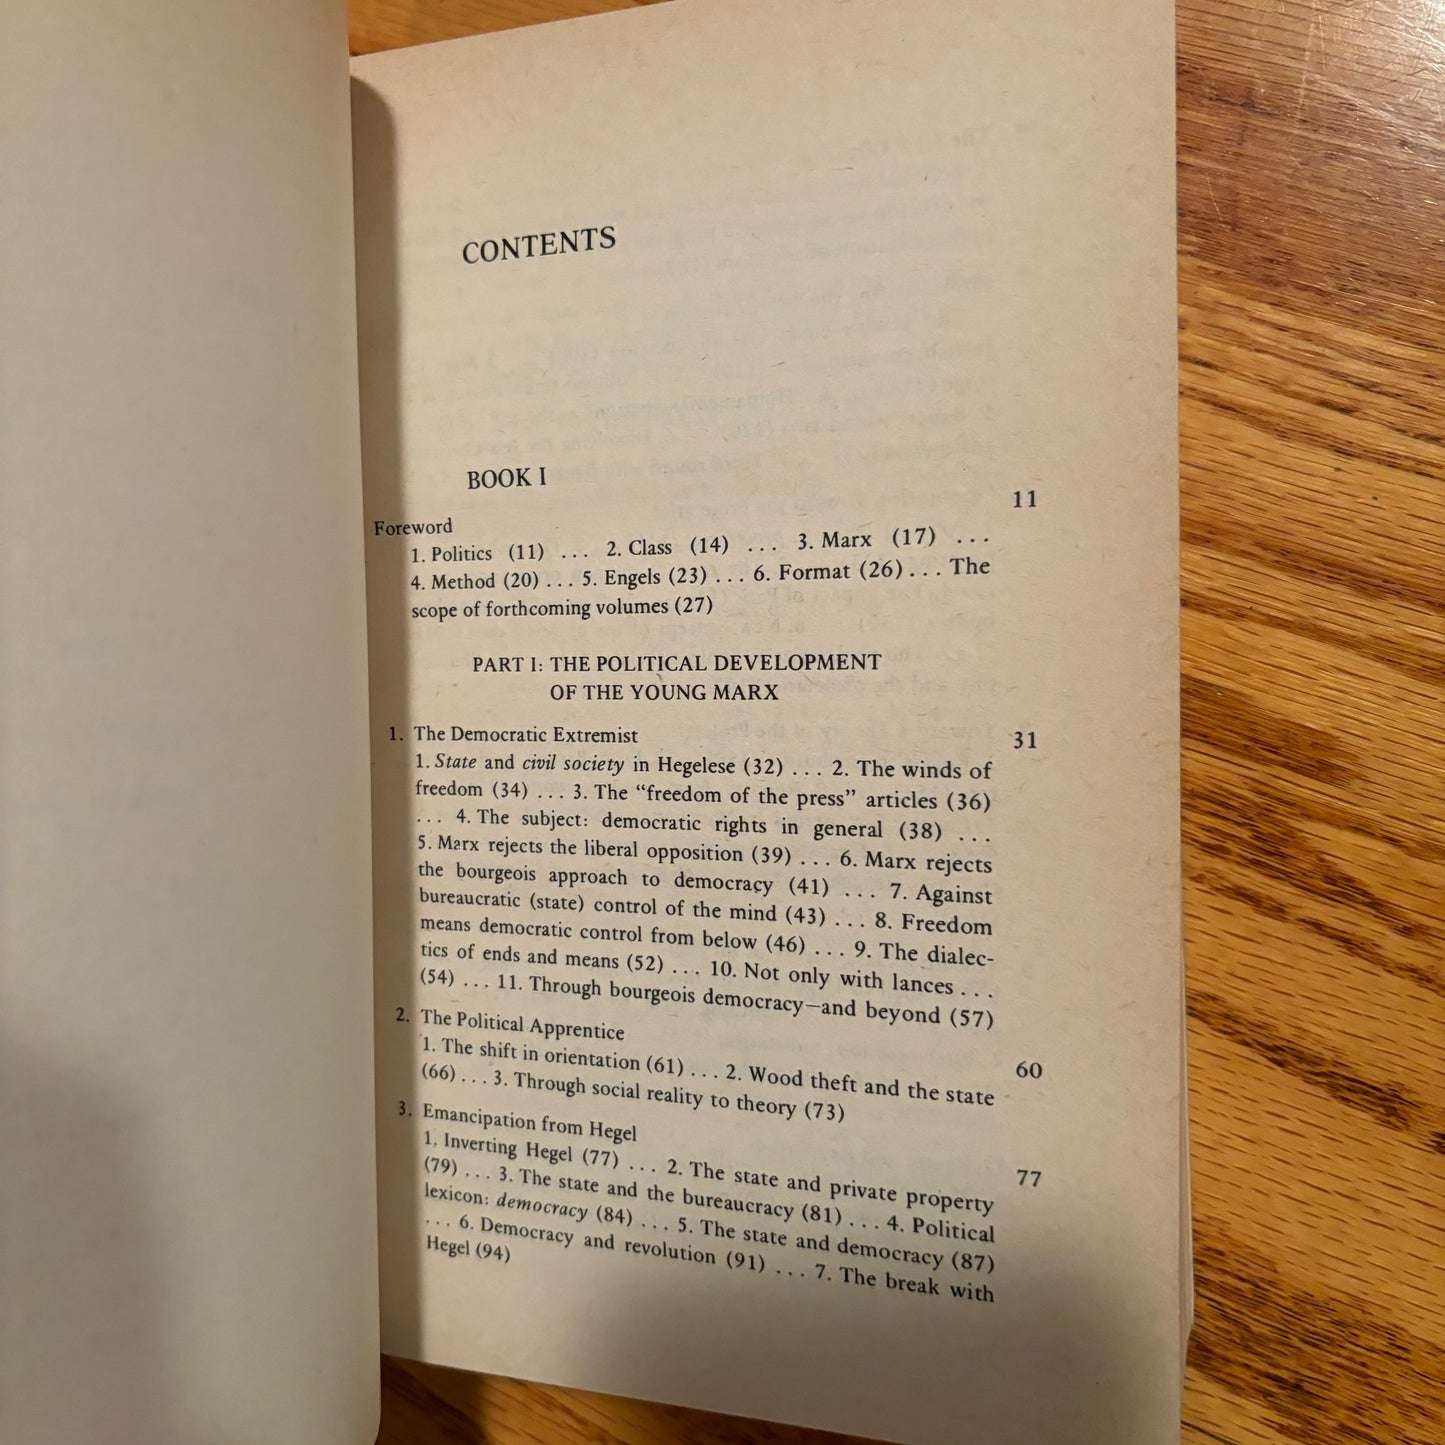 CONTENTS
BOOK I
Foreword 11
1. Politics (11) ... 2. Class (14) ... 3. Marx (17) ...
4. Method (20) ... 5. Engels (23) ... 6. Format (26) ... The
scope of forthcoming volumes (27)
PART I: THE POLITICAL DEVELOPMENT
OF THE YOUNG MARX
1. The Democratic Extremist 31
1. State and civil society in Hegelese (32) ... 2. The winds of
freedom (34) ... 3. The “freedom of the press” articles (36)
... 4. The subject: democratic rights in general (38) ...
5. Marx rejects the liberal opposition (39) ... 6. Marx rejects
the bourgeois approach to democracy (41) ... 7. Against
bureaucratic (state) control of the mind (43) ... 8. Freedom
means democratic control from below (46) ... 9. The dialec-
tics of ends and means (52) ... 10. Not only with lances ...
(54) ... 11. Through bourgeois democracy—and beyond (57)
2. The Political Apprentice 60
1. The shift in orientation (61) ... 2. Wood theft and the state
(66) ... 3. Through social reality to theory (73)
3. Emancipation from Hegel 77
1. Inverting Hegel (77) ... 2. The state and private property
(79) ... 3. The state and the bureaucracy (81) ... 4. Political
lexicon: democracy (84) ... 5. The state and democracy (87)
... 6. Democracy and revolution (91) ... 7. The break with
Hegel (94)